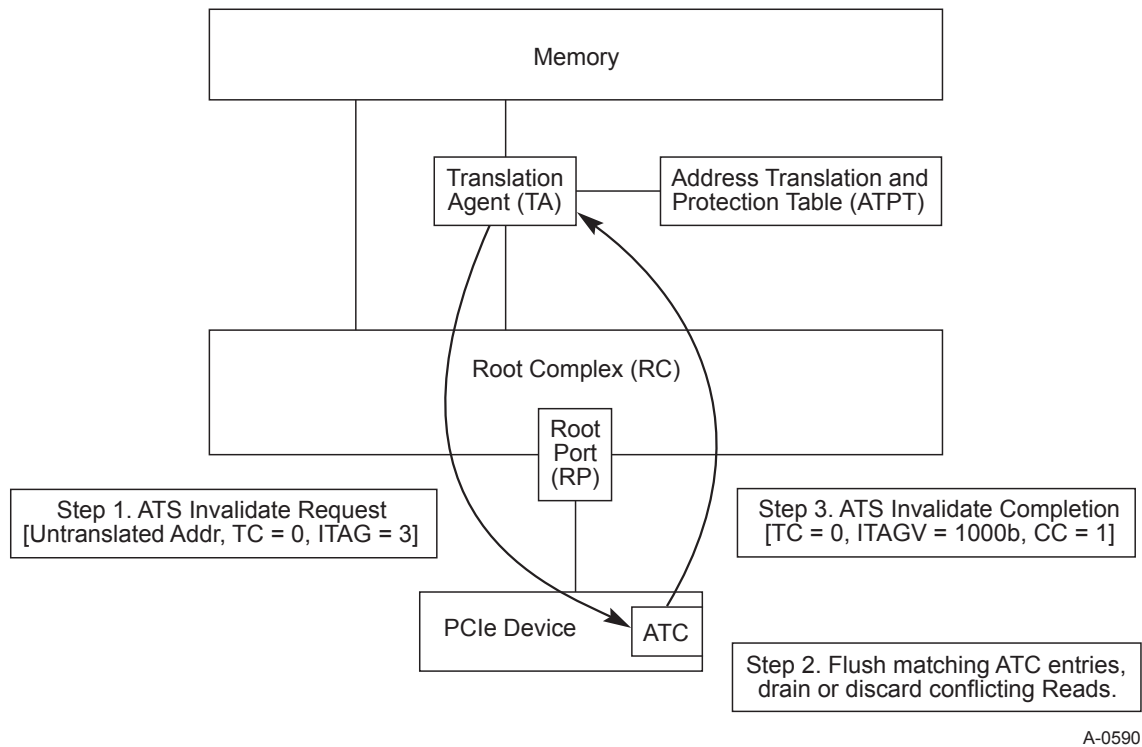 Memory
Translation
Agent (TA)
Address Translation and
Protection Table (ATPT)
Root Complex (RC)
Root
Port
(RP)
Step 1. ATS Invalidate Request
[Untranslated Addr, TC = 0, ITAG = 3]
Step 3. ATS Invalidate Completion
[TC = 0, ITAGV = 1000b, CC = 1]
PCIe Device
ATC
Step 2. Flush matching ATC entries,
drain or discard conflicting Reads.
A-0590